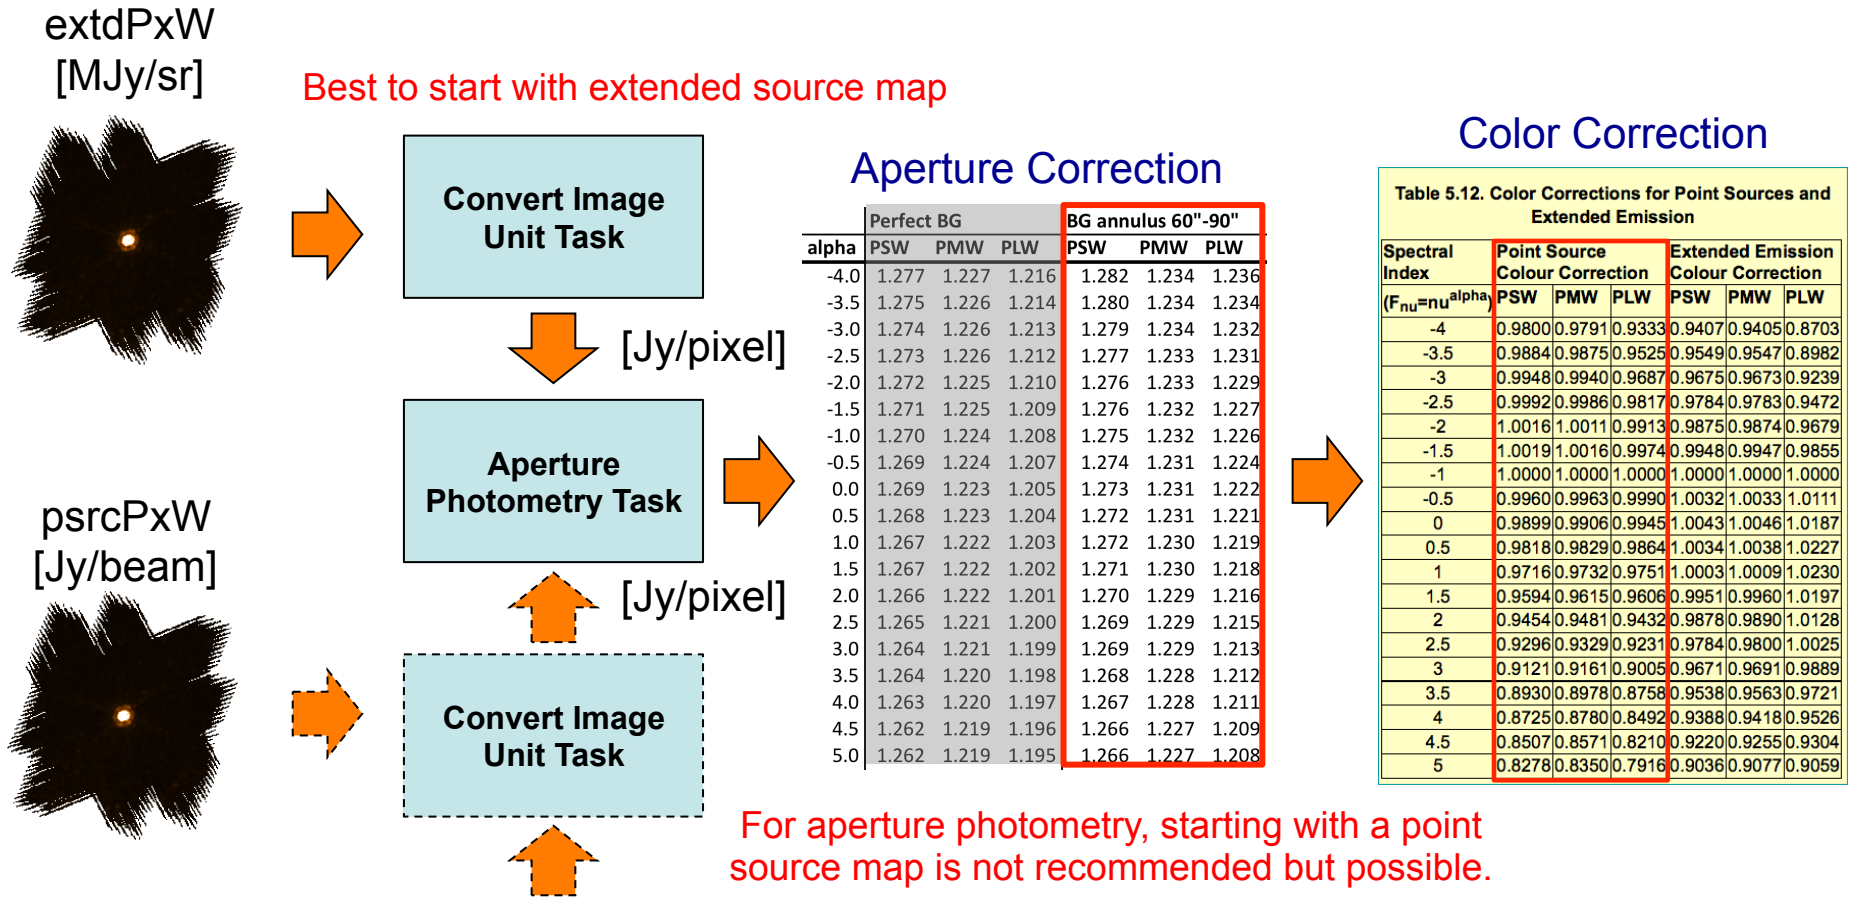 extdPxW
[MJy/sr]
Best to start with extended source map
Convert Image
Unit Task
[Jy/pixel]
Aperture
Photometry Task
psrcPxW
[Jy/beam]
[Jy/pixel]
Convert Image
Unit Task
Aperture Correction
Perfect BG BG annulus 60"-90"
alpha PSW PMW PLW PSW PMW PLW
-4.0 1.277 1.227 1.216 1.282 1.234 1.236
-3.5 1.275 1.226 1.214 1.280 1.234 1.234
-3.0 1.274 1.226 1.213 1.279 1.234 1.232
-2.5 1.273 1.226 1.212 1.277 1.233 1.231
-2.0 1.272 1.225 1.210 1.276 1.233 1.229
-1.5 1.271 1.225 1.209 1.276 1.232 1.227
-1.0 1.270 1.224 1.208 1.275 1.232 1.226
-0.5 1.269 1.224 1.207 1.274 1.231 1.224
0.0 1.269 1.223 1.205 1.273 1.231 1.222
0.5 1.268 1.223 1.204 1.272 1.231 1.221
1.0 1.267 1.222 1.203 1.272 1.230 1.219
1.5 1.267 1.222 1.202 1.271 1.230 1.218
2.0 1.266 1.222 1.201 1.270 1.229 1.216
2.5 1.265 1.221 1.200 1.269 1.229 1.215
3.0 1.264 1.221 1.199 1.269 1.229 1.213
3.5 1.264 1.220 1.198 1.268 1.228 1.212
4.0 1.263 1.220 1.197 1.267 1.228 1.211
4.5 1.262 1.219 1.196 1.266 1.227 1.209
5.0 1.262 1.219 1.195 1.266 1.227 1.208
Color Correction
Table 5.12. Color Corrections for Point Sources and
Extended Emission
Spectral Point Source Extended Emission
Index Colour Correction Colour Correction
(Fnu=nu^alpha) PSW PMW PLW PSW PMW PLW
-4 0.9800 0.9791 0.9333 0.9407 0.9405 0.8703
-3.5 0.9884 0.9875 0.9525 0.9549 0.9547 0.8982
-3 0.9948 0.9940 0.9687 0.9675 0.9673 0.9239
-2.5 0.9992 0.9986 0.9817 0.9784 0.9783 0.9472
-2 1.0016 1.0011 0.9913 0.9875 0.9874 0.9679
-1.5 1.0019 1.0016 0.9974 0.9948 0.9947 0.9855
-1 1.0000 1.0000 1.0000 1.0000 1.0000 1.0000
-0.5 0.9960 0.9963 0.9990 1.0032 1.0033 1.0111
0 0.9899 0.9906 0.9945 1.0043 1.0046 1.0187
0.5 0.9818 0.9829 0.9864 1.0034 1.0038 1.0227
1 0.9716 0.9732 0.9751 1.0003 1.0009 1.0230
1.5 0.9594 0.9615 0.9606 0.9951 0.9960 1.0197
2 0.9454 0.9481 0.9432 0.9878 0.9890 1.0128
2.5 0.9296 0.9329 0.9231 0.9784 0.9800 1.0025
3 0.9121 0.9161 0.9005 0.9671 0.9691 0.9889
3.5 0.8930 0.8978 0.8758 0.9538 0.9563 0.9721
4 0.8725 0.8780 0.8492 0.9388 0.9418 0.9526
4.5 0.8507 0.8571 0.8210 0.9220 0.9255 0.9304
5 0.8278 0.8350 0.7916 0.9036 0.9077 0.9059
For aperture photometry, starting with a point
source map is not recommended but possible.